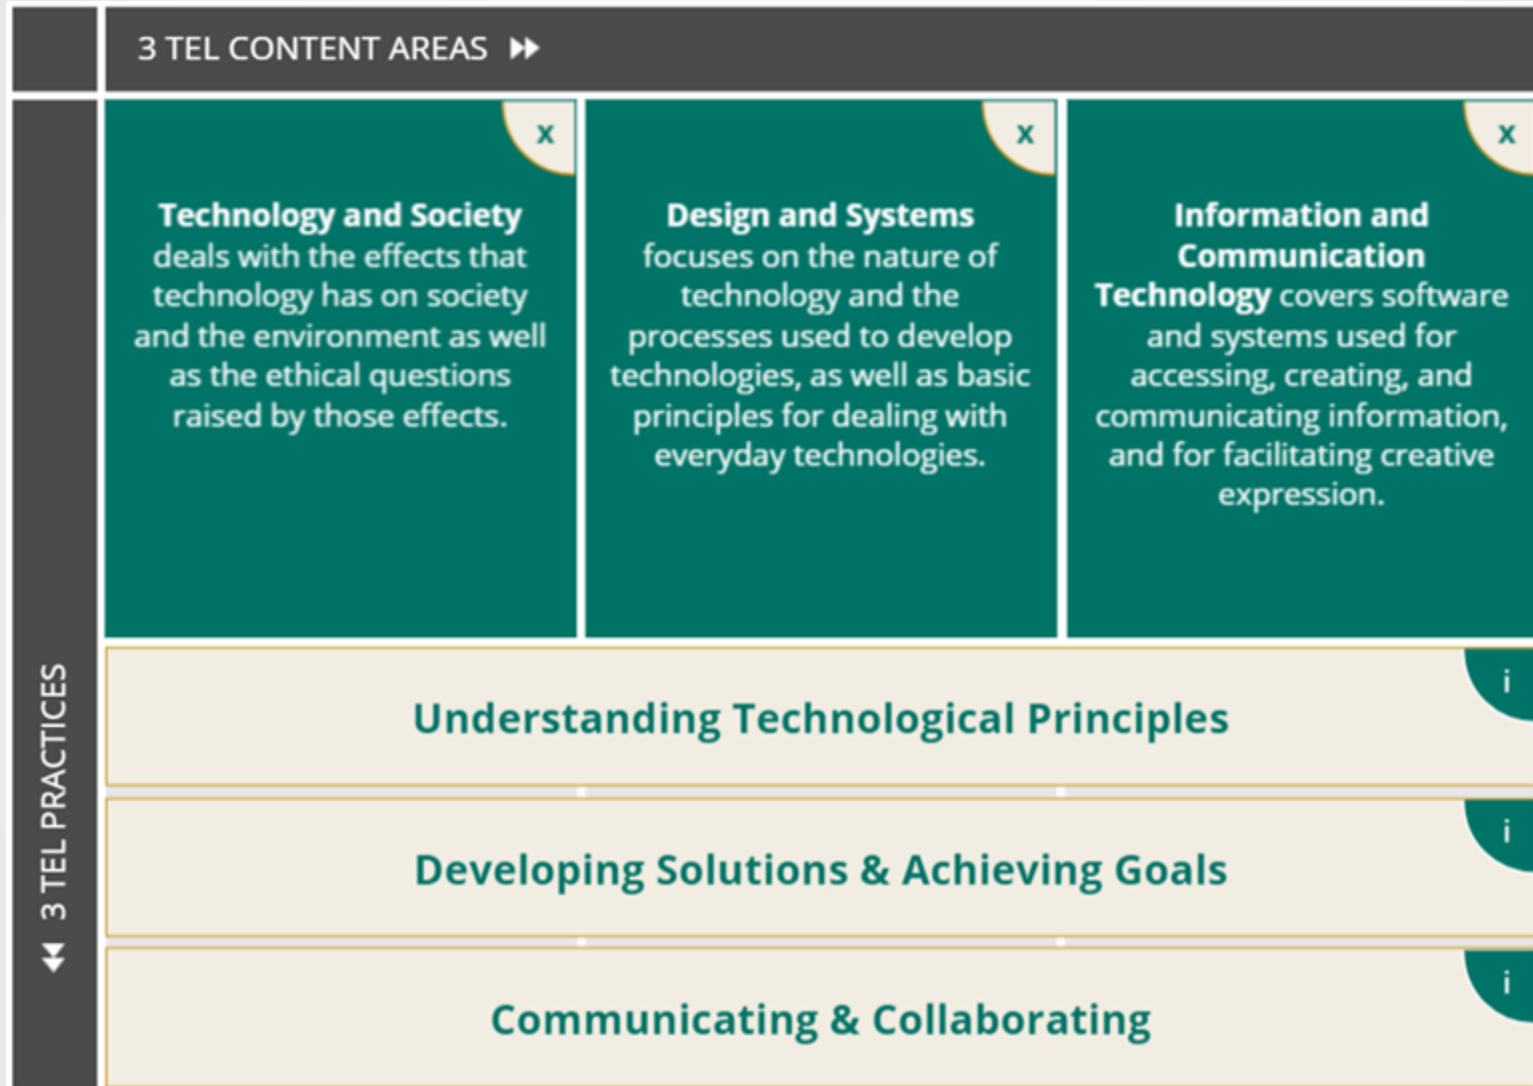 3 TEL CONTENT AREAS
x
Technology and Society
deals with the effects that
technology has on society
and the environment as well
as the ethical questions
raised by those effects.
x
Design and Systems
focuses on the nature of
technology and the
processes used to develop
technologies, as well as basic
principles for dealing with
everyday technologies.
x
Information and
Communication
Technology covers software
and systems used for
accessing, creating, and
communicating information,
and for facilitating creative
expression.
3 TEL PRACTICES
i
Understanding Technological Principles
i
Developing Solutions & Achieving Goals
i
Communicating & Collaborating